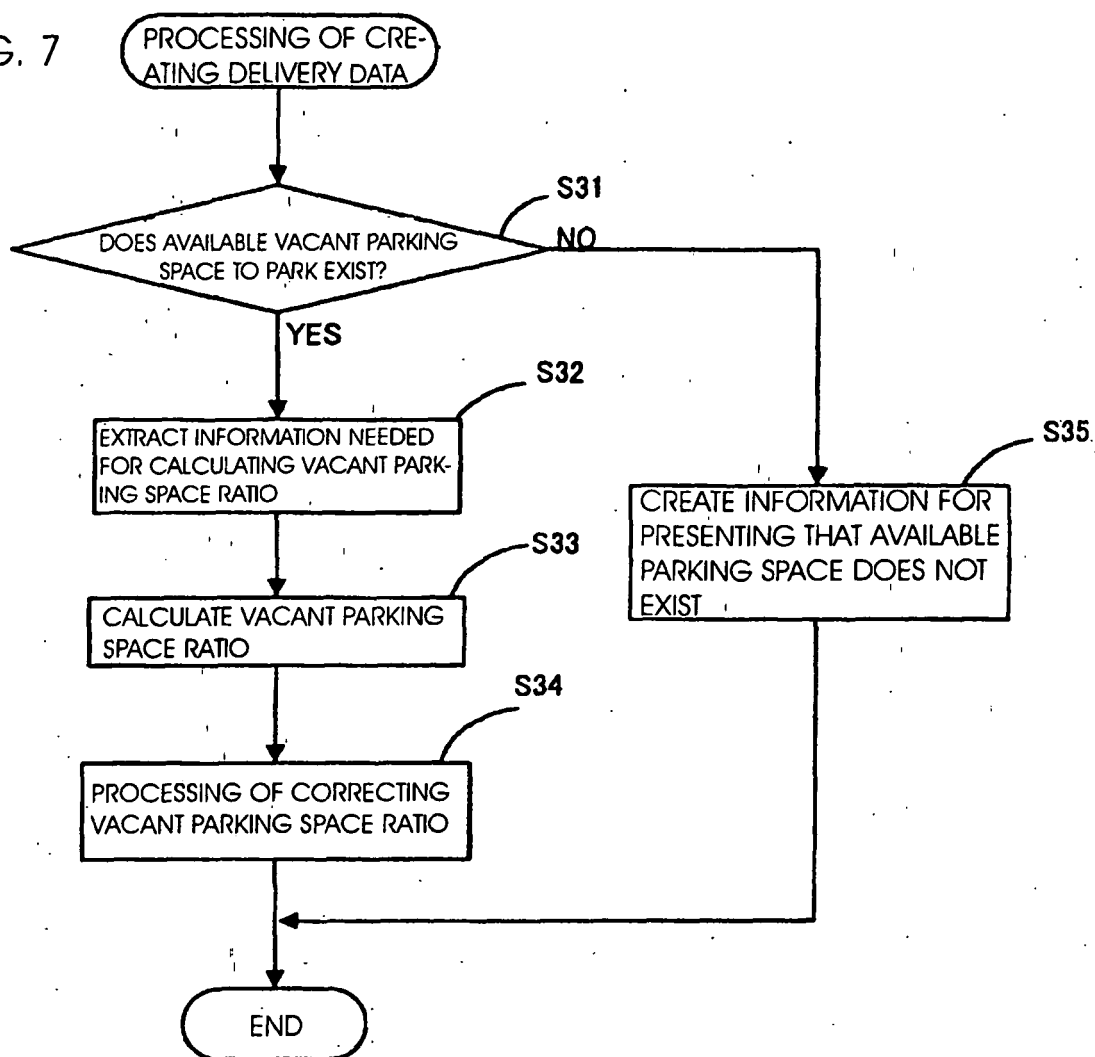 G. 7
PROCESSING OF CRE-
ATING DELIVERY DATA
S31
DOES AVAILABLE VACANT PARKING
SPACE TO PARK EXIST?
NO
YES
S32
EXTRACT INFORMATION NEEDED
FOR CALCULATING VACANT PARK-
ING SPACE RATIO
S35
CREATE INFORMATION FOR
PRESENTING THAT AVAILABLE
PARKING SPACE DOES NOT
EXIST
S33
CALCULATE VACANT PARKING
SPACE RATIO
S34
PROCESSING OF CORRECTING
VACANT PARKING SPACE RATIO
END